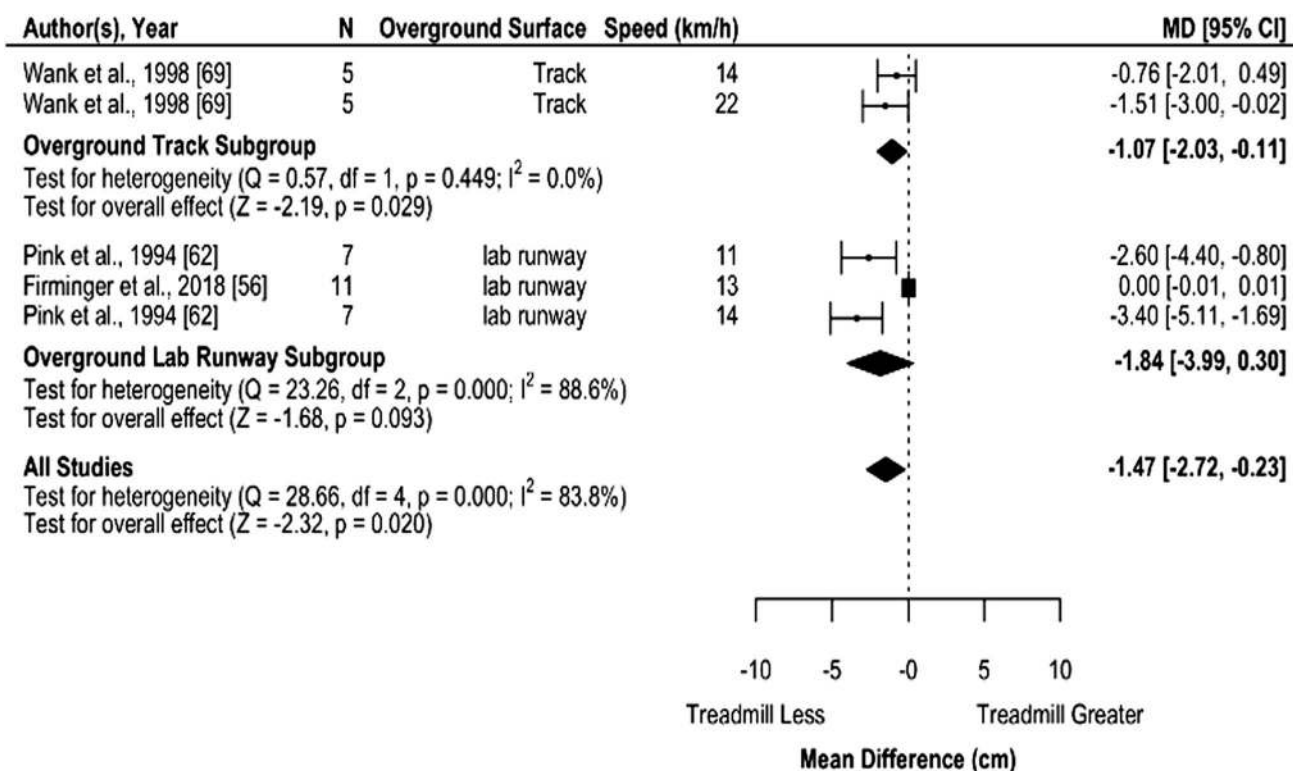 Author(s), Year N Overground Surface Speed (km/h) MD [95% CI]
Wank et al., 1998 [69] 5 Track 14 -0.76 [-2.01, 0.49]
Wank et al., 1998 [69] 5 Track 22 -1.51 [-3.00, -0.02]
Overground Track Subgroup -1.07 [-2.03, -0.11]
Test for heterogeneity (Q = 0.57, df = 1, p = 0.449; I² = 0.0%)
Test for overall effect (Z = -2.19, p = 0.029)
Pink et al., 1994 [62] 7 lab runway 11 -2.60 [-4.40, -0.80]
Firminger et al., 2018 [56] 11 lab runway 13 0.00 [-0.01, 0.01]
Pink et al., 1994 [62] 7 lab runway 14 -3.40 [-5.11, -1.69]
Overground Lab Runway Subgroup -1.84 [-3.99, 0.30]
Test for heterogeneity (Q = 23.26, df = 2, p = 0.000; I² = 88.6%)
Test for overall effect (Z = -1.68, p = 0.093)
All Studies -1.47 [-2.72, -0.23]
Test for heterogeneity (Q = 28.66, df = 4, p = 0.000; I² = 83.8%)
Test for overall effect (Z = -2.32, p = 0.020)
-10 -5 -0 5 10
Treadmill Less Treadmill Greater
Mean Difference (cm)